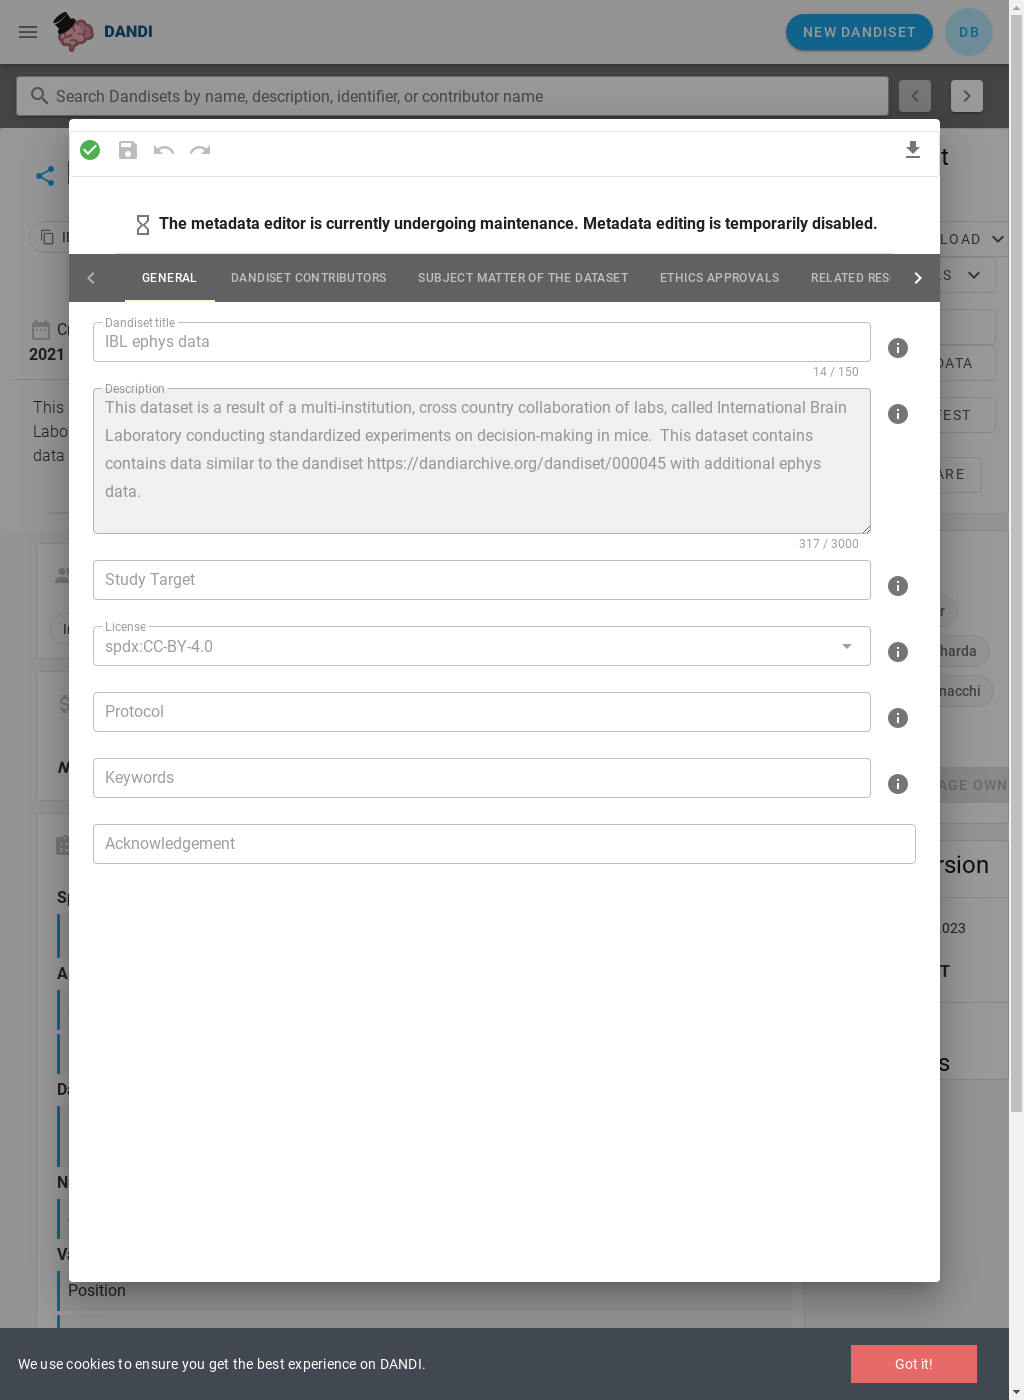 DANDI
NEW DANDISET
DB
Search Dandisets by name, description, identifier, or contributor name
The metadata editor is currently undergoing maintenance. Metadata editing is temporarily disabled.
GENERAL
DANDISET CONTRIBUTORS
SUBJECT MATTER OF THE DATASET
ETHICS APPROVALS
RELATED RES
2021
This
Labo
data
Dandiset title
IBL ephys data
14 / 150
Description
This dataset is a result of a multi-institution, cross country collaboration of labs, called International Brain
Laboratory conducting standardized experiments on decision-making in mice.  This dataset contains
contains data similar to the dandiset https://dandiarchive.org/dandiset/000045 with additional ephys
data.
317 / 3000
Study Target
License
spdx:CC-BY-4.0
Protocol
Keywords
Acknowledgement
LOAD
DATA
ARE
harda
nacchi
AGE OWN
rsion
023
Position
We use cookies to ensure you get the best experience on DANDI.
Got it!